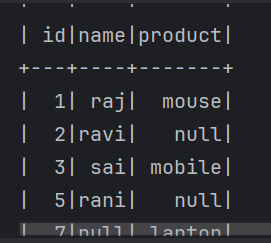 | id|name|product|
+---+----+-------+
|  1| raj|  mouse|
|  2|ravi|   null|
|  3| sai| mobile|
|  5|rani|   null|
|  7|null| laptop|